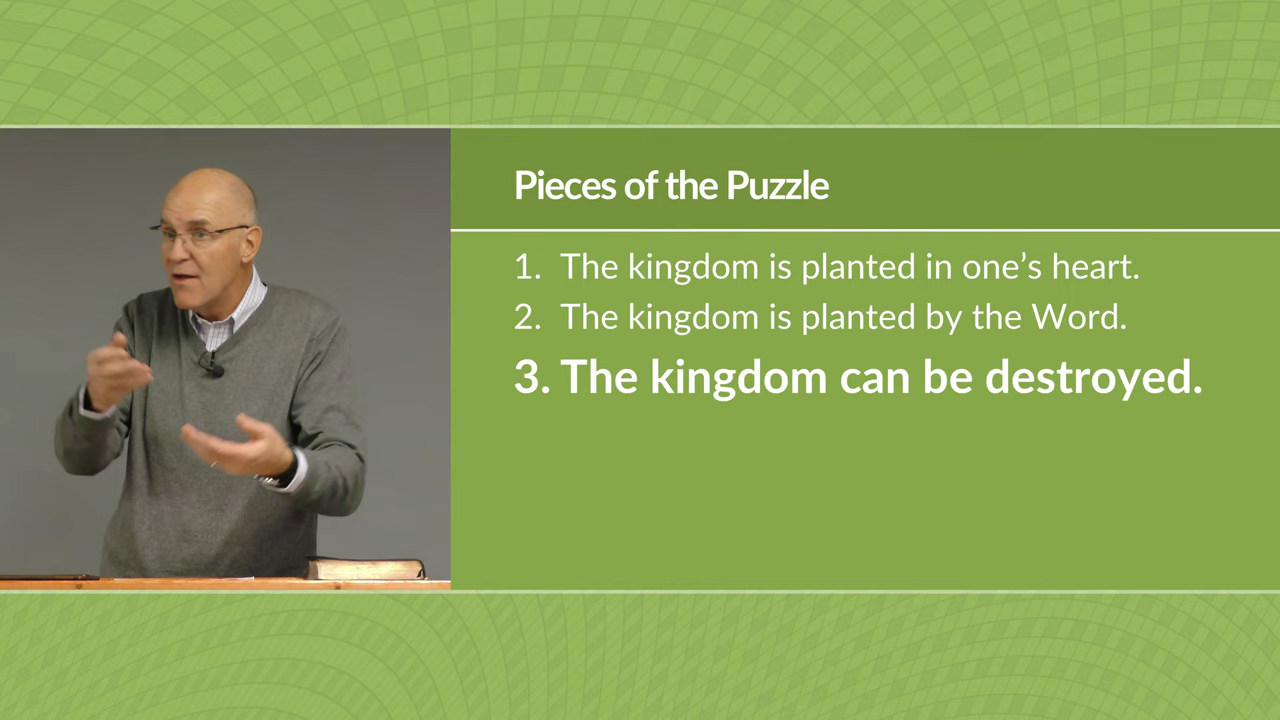 Pieces of the Puzzle
1. The kingdom is planted in one’s heart.
2. The kingdom is planted by the Word.
3. The kingdom can be destroyed.